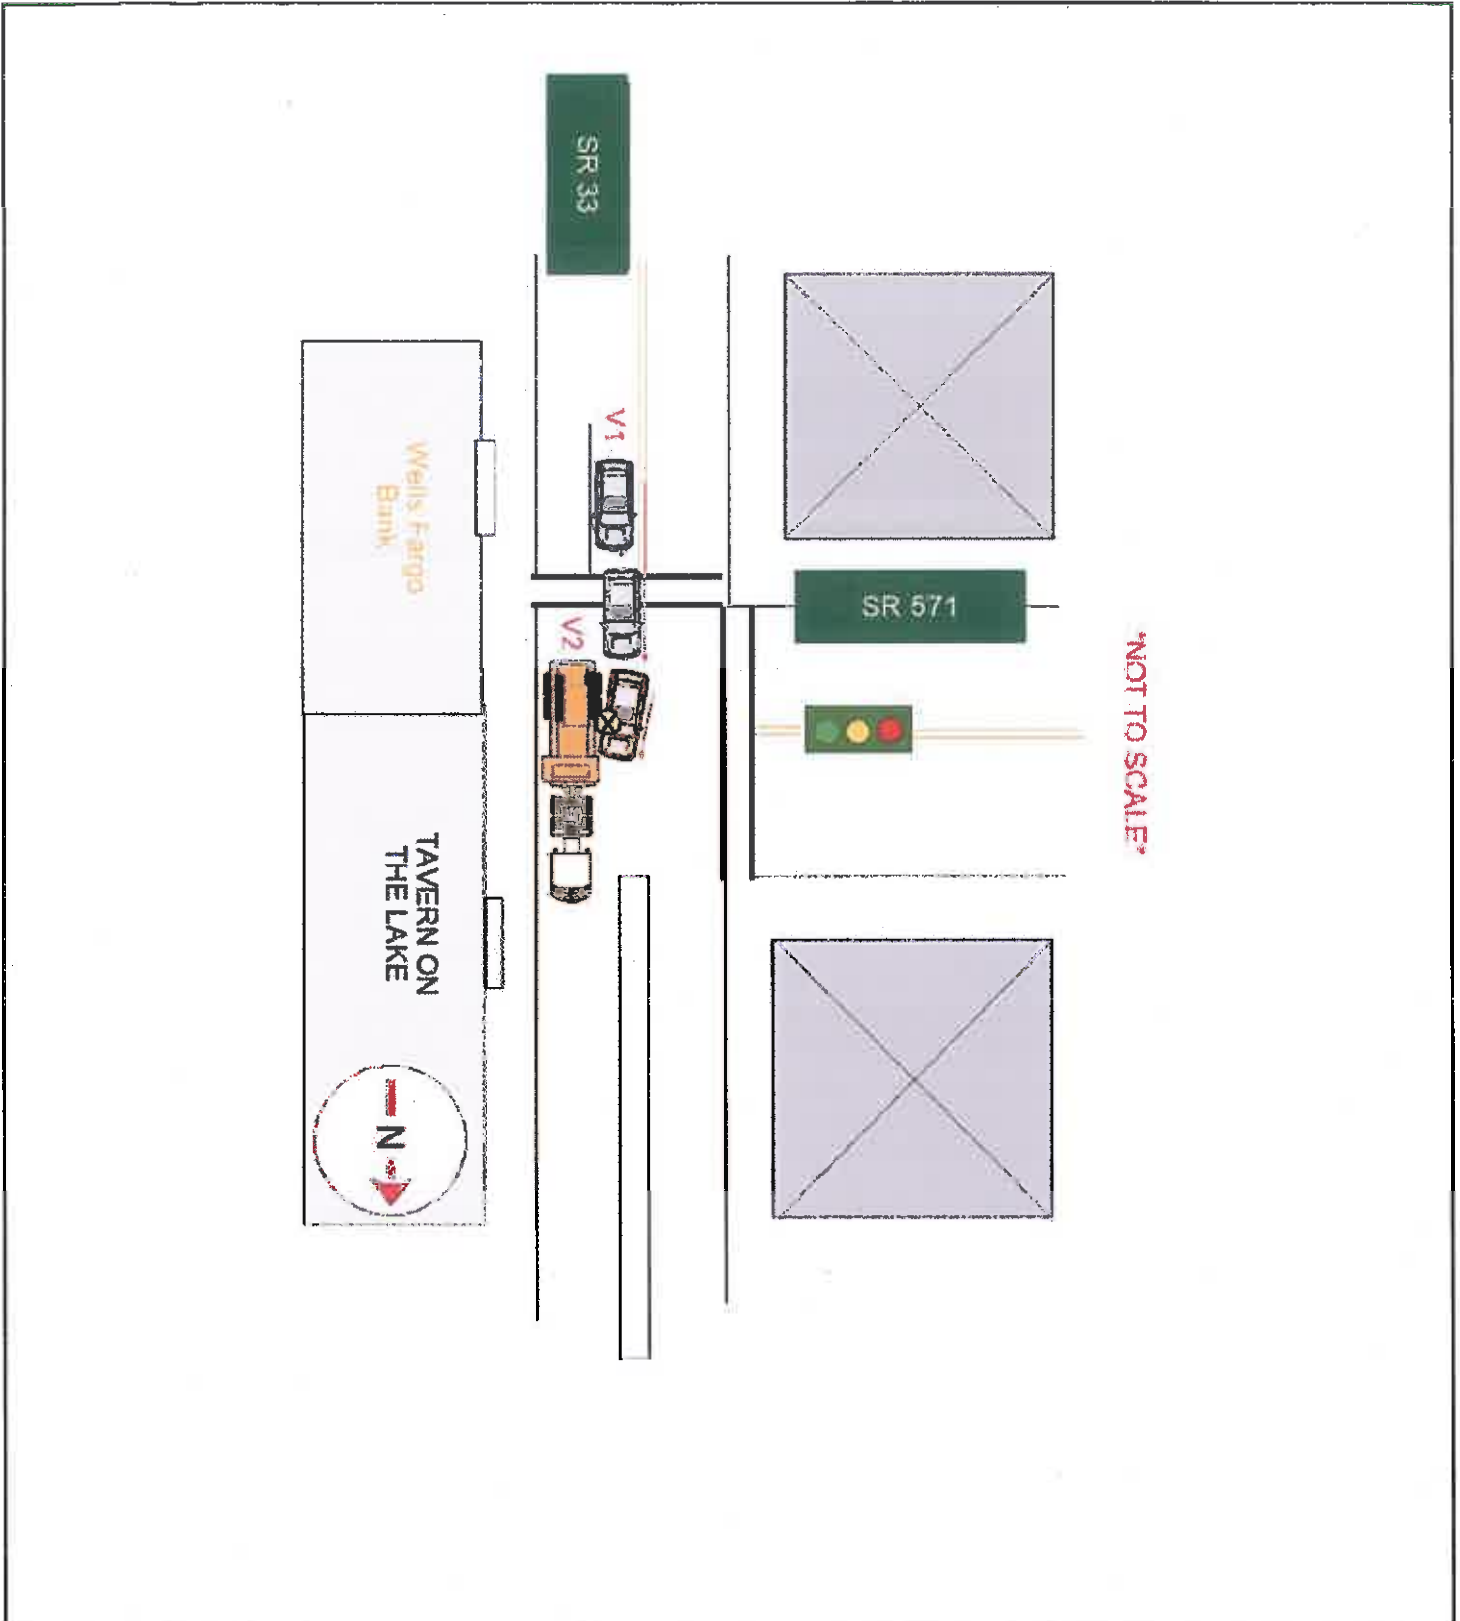 SR 33
V1
Wells Fargo
Bank
SR 571
*NOT TO SCALE*
V2
TAVERN ON
THE LAKE
N